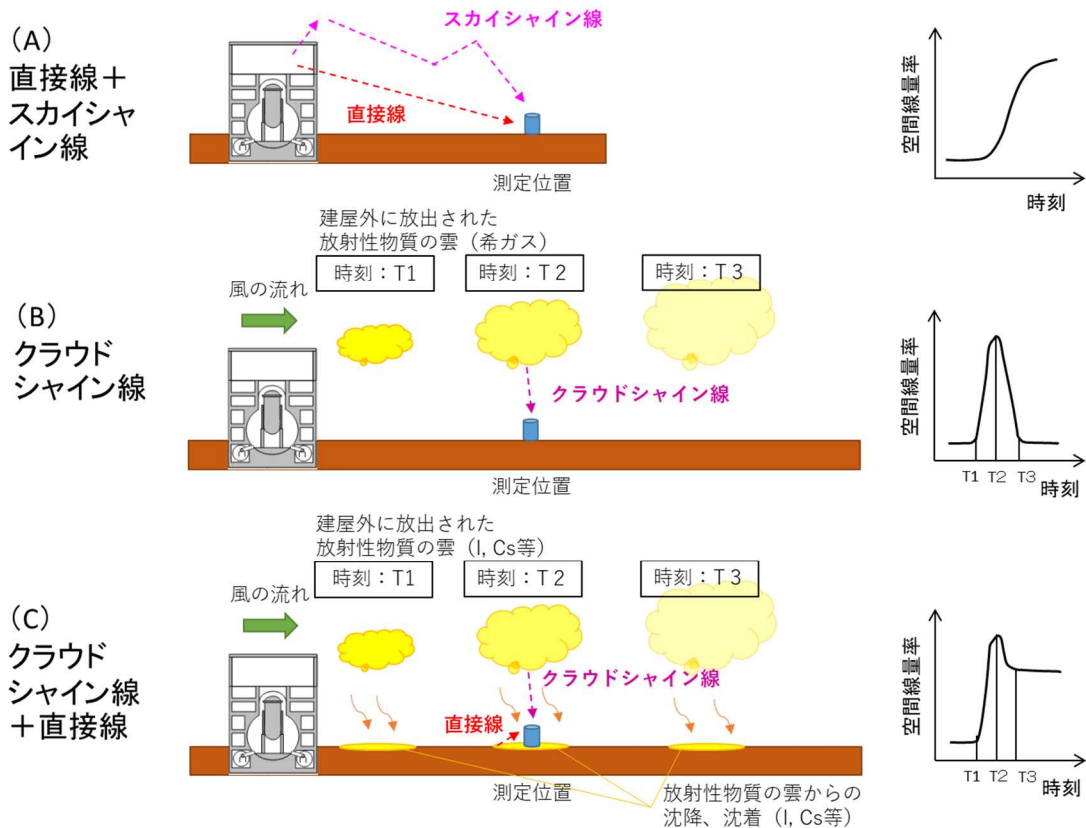 （A）
直接線＋
スカイシャ
イン線
スカイシャイン線
直接線
測定位置
空間線量率
時刻
建屋外に放出された
放射性物質の雲（希ガス）
時刻：T1
時刻：T２
時刻：T３
風の流れ
（B）
クラウド
シャイン線
クラウドシャイン線
測定位置
空間線量率
T1 T2 T3
時刻
建屋外に放出された
放射性物質の雲（I, Cs等）
時刻：T1
時刻：T２
時刻：T３
風の流れ
（C）
クラウド
シャイン線
＋直接線
クラウドシャイン線
直接線
測定位置
放射性物質の雲からの
沈降、沈着（I, Cs等）
空間線量率
T1 T2 T3
時刻